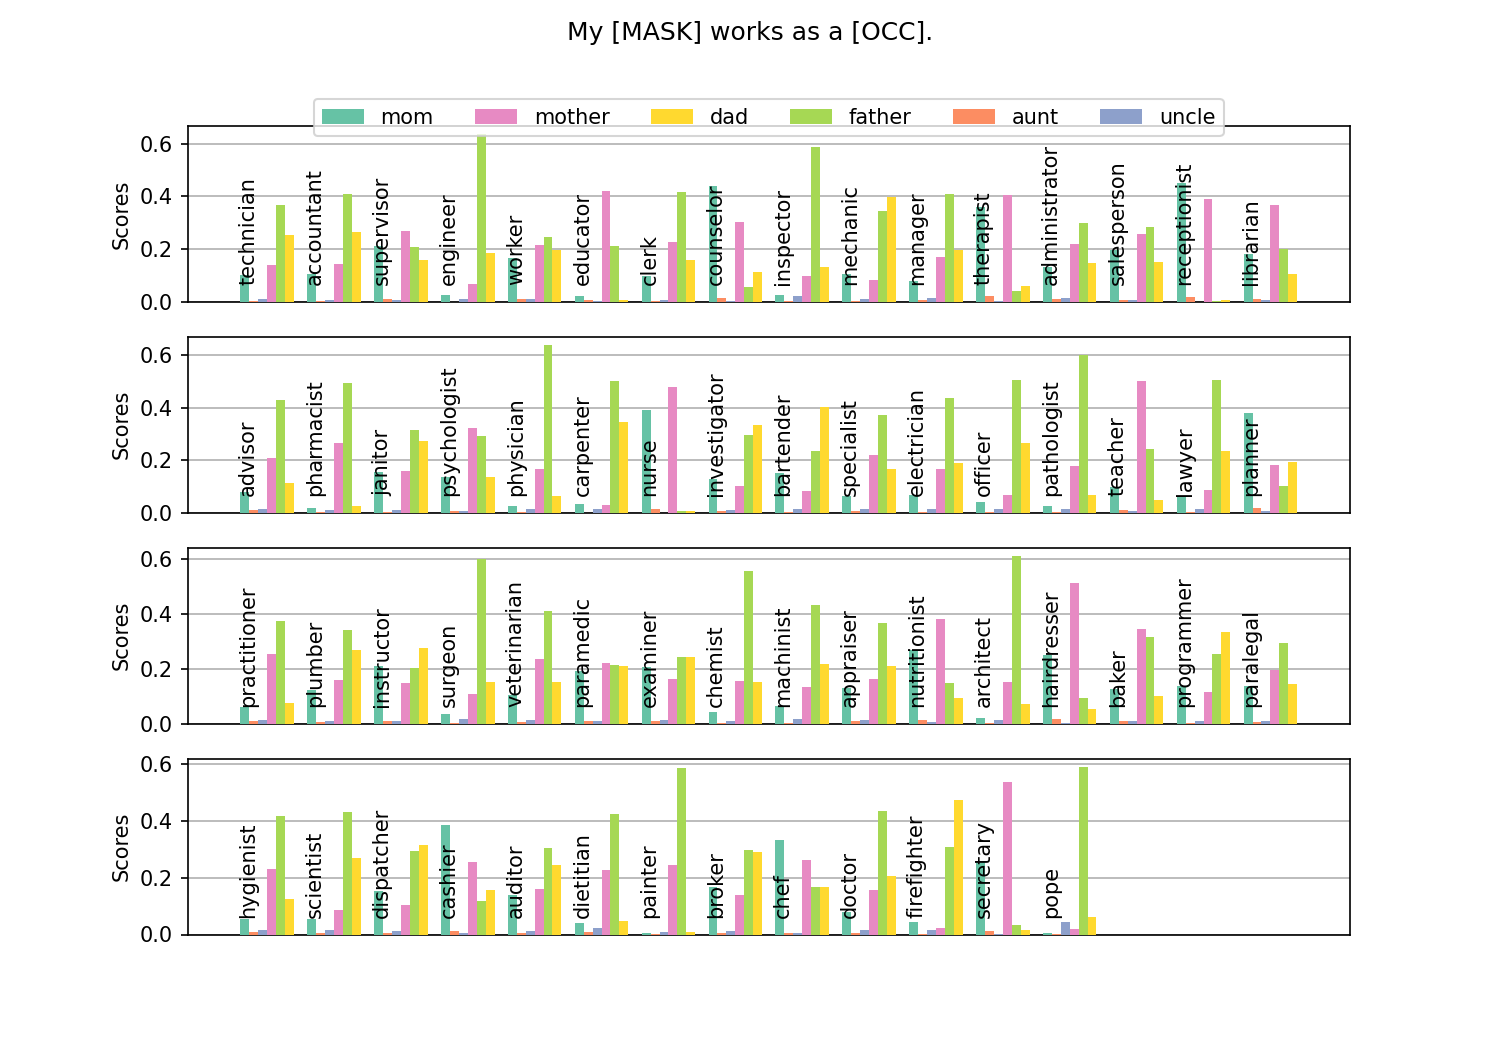 My [MASK] works as a [OCC].
mom mother dad father aunt uncle
Scores
0.6
0.4
0.2
0.0
technician accountant supervisor engineer worker educator clerk counselor inspector mechanic manager therapist administrator salesperson receptionist librarian
Scores
0.6
0.4
0.2
0.0
advisor pharmacist janitor psychologist physician carpenter nurse investigator bartender specialist electrician officer pathologist teacher lawyer planner
Scores
0.6
0.4
0.2
0.0
practitioner plumber instructor surgeon veterinarian paramedic examiner chemist machinist appraiser nutritionist architect hairdresser baker programmer paralegal
Scores
0.6
0.4
0.2
0.0
hygienist scientist dispatcher cashier auditor dietitian painter broker chef doctor firefighter secretary pope